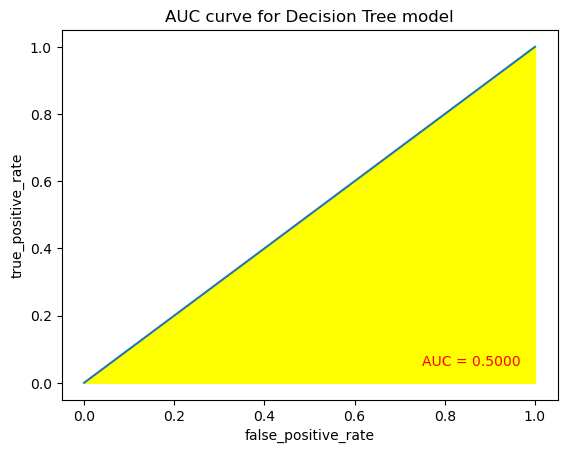 AUC curve for Decision Tree model
1.0
0.8
0.6
0.4
0.2
0.0
true_positive_rate
AUC = 0.5000
0.0 0.2 0.4 0.6 0.8 1.0
false_positive_rate